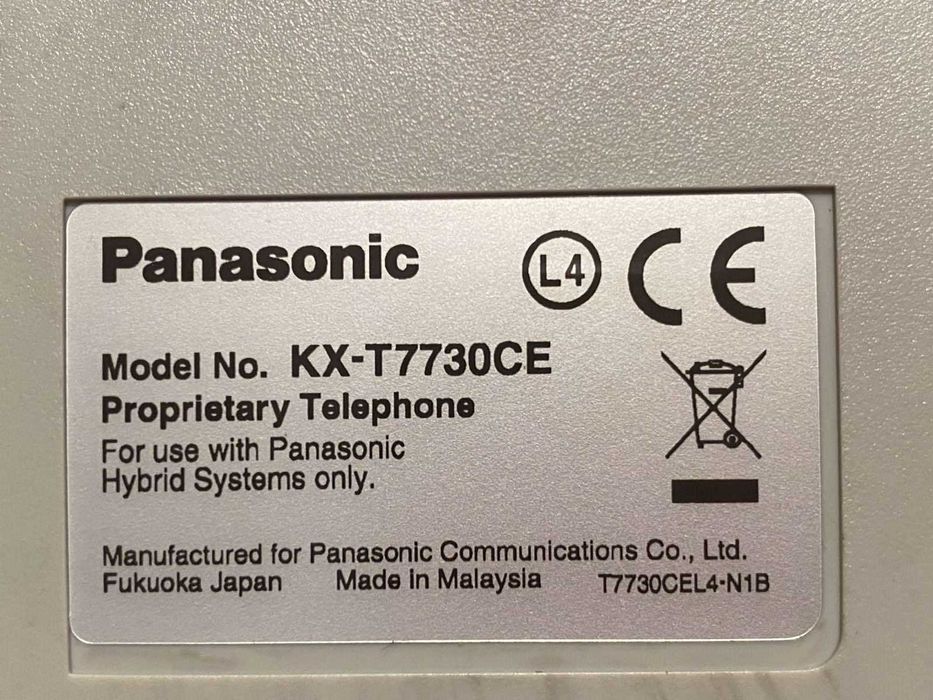 Panasonic L4 CE
Model No. KX-T7730CE
Proprietary Telephone
For use with Panasonic
Hybrid Systems only.
Manufactured for Panasonic Communications Co., Ltd.
Fukuoka Japan Made in Malaysia T7730CEL4-N1B